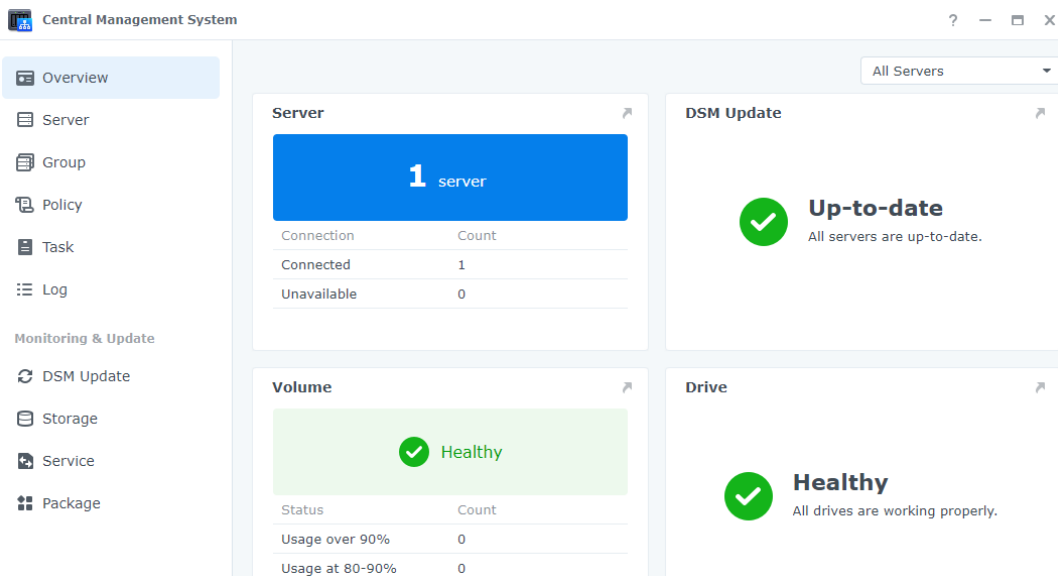 Central Management System
?
Overview
Server
Group
Policy
Task
Log
Monitoring & Update
DSM Update
Storage
Service
Package
All Servers
Server
1 server
Connection Count
Connected 1
Unavailable 0
DSM Update
Up-to-date
All servers are up-to-date.
Volume
Healthy
Status Count
Usage over 90% 0
Usage at 80-90% 0
Drive
Healthy
All drives are working properly.